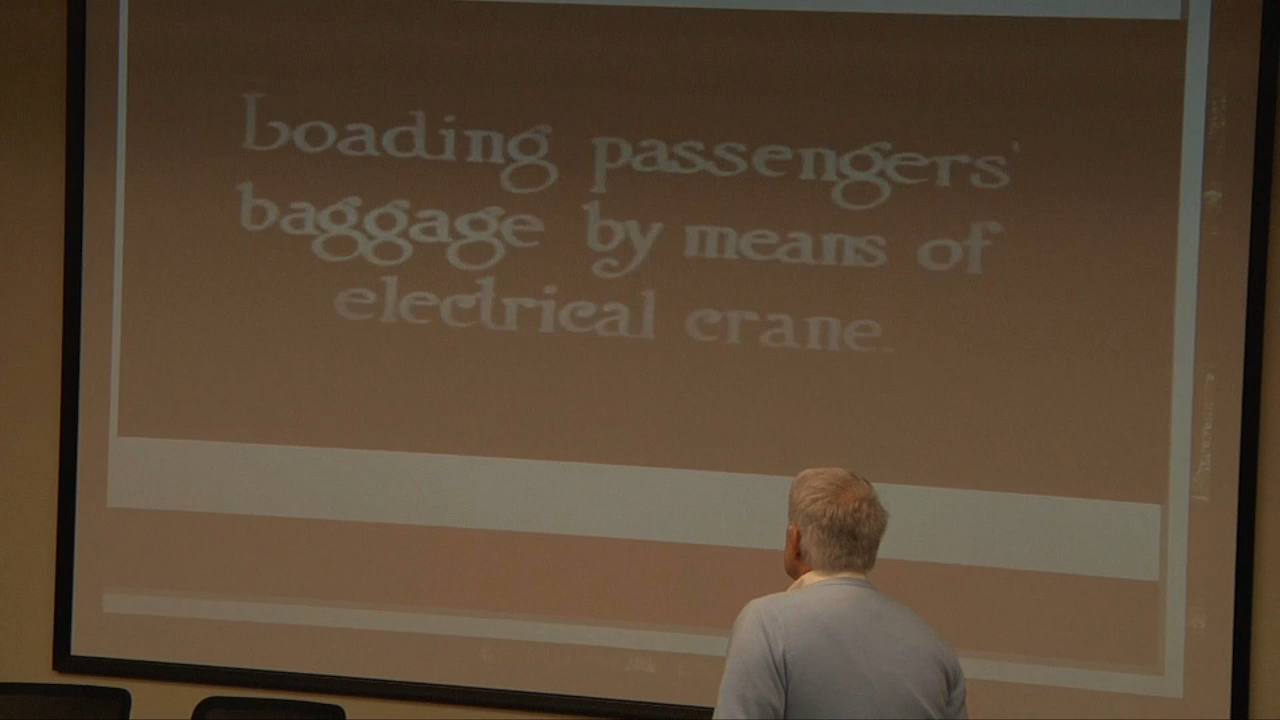 Loading passengers'
baggage by means of
electrical crane.